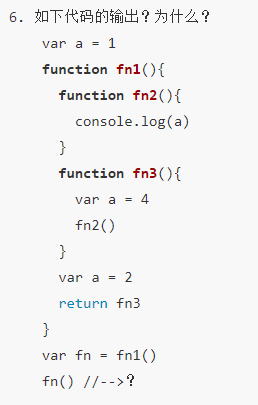 6. 如下代码的输出？为什么？
var a = 1
function fn1(){
function fn2(){
console.log(a)
}
function fn3(){
var a = 4
fn2()
}
var a = 2
return fn3
}
var fn = fn1()
fn() //-->?